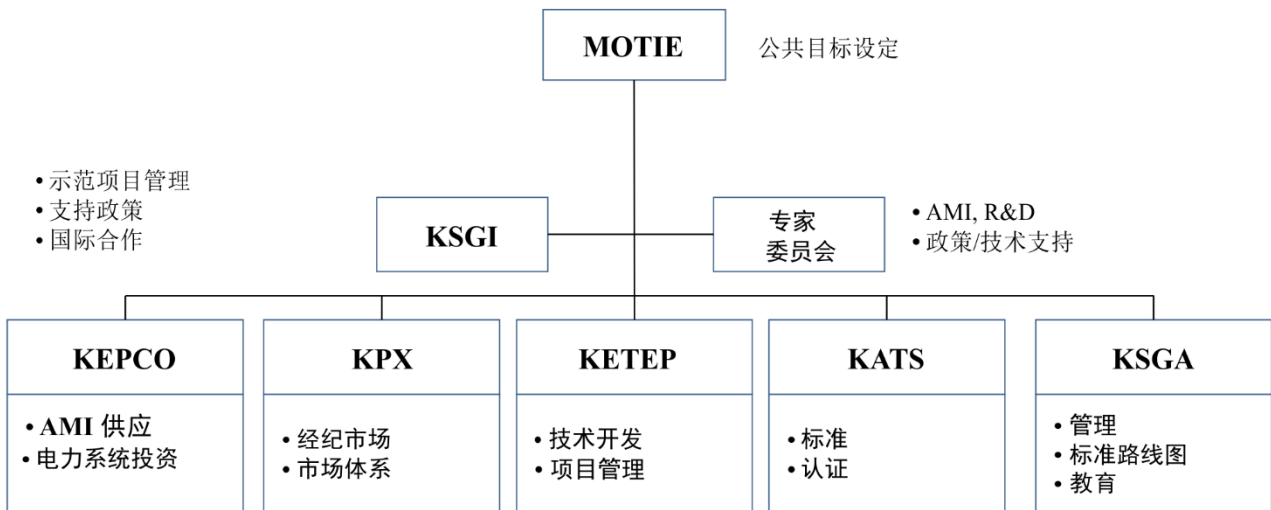 MOTIE
公共目标设定
• 示范项目管理
• 支持政策
• 国际合作
KSGI
专家
委员会
• AMI, R&D
• 政策/技术支持
KEPCO
• AMI 供应
• 电力系统投资
KPX
• 经纪市场
• 市场体系
KETEP
• 技术开发
• 项目管理
KATS
• 标准
• 认证
KSGA
• 管理
• 标准路线图
• 教育